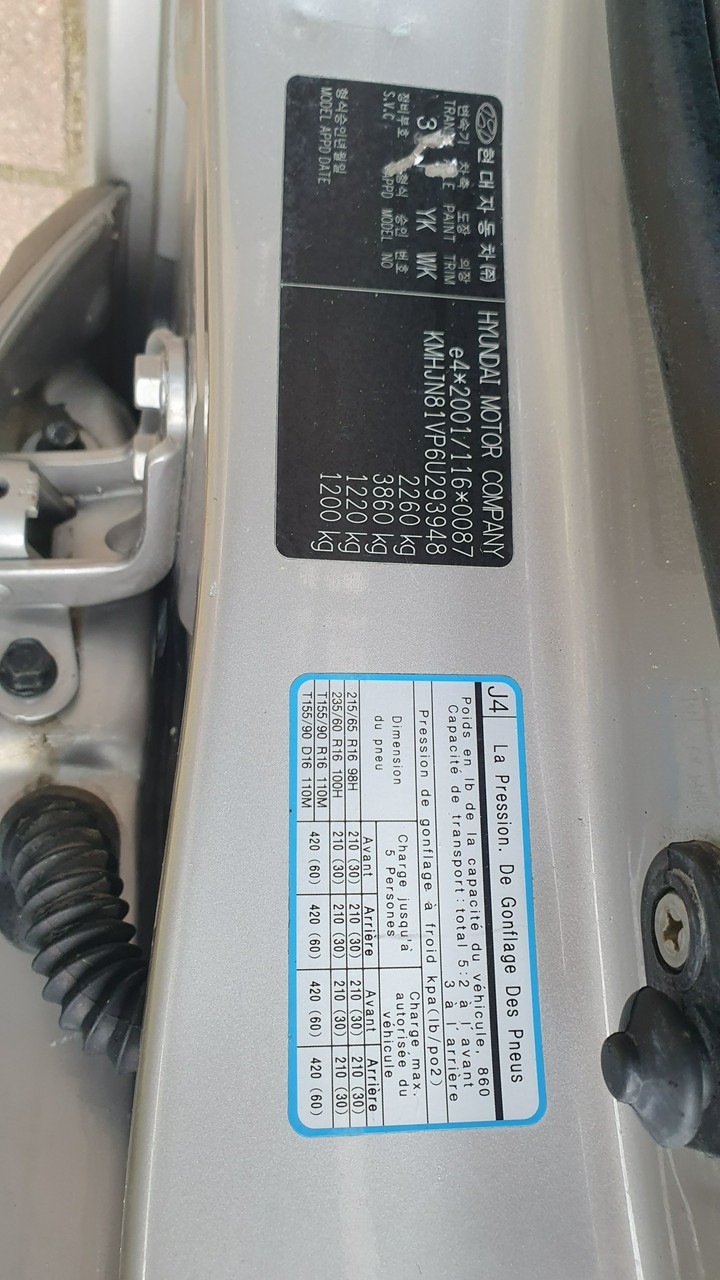 현대자동차(주)
변속기 차축 도장 외장
TRAN E PAINT TRIM
3 YK WK
장비부호 형식 승인 번호
S.V.C. APPD MODEL NO
형식승인년월일
MODEL APPD DATE
HYUNDAI MOTOR COMPANY
e4*2001/116*0087
KMHJN81VP6U293948
2260 kg
3860 kg
1220 kg
1200 kg
J4 La Pression. De Gonflage Des Pneus
Poids en lb de la capacité du véhicule, 860
Capacité de transport: total 5:2 à l'avant
3 à l'arrière
Pression de gonflage à froid kpa(lb/po2)
Dimension du pneu
Charge jusqu'à 5 Persones
Charge max. autorisée du véhicule
Avant Arrière Avant Arrière
215/65 R16 98H 210 (30) 210 (30) 210 (30) 210 (30)
235/60 R16 100H 210 (30) 210 (30) 210 (30) 210 (30)
T155/90 R16 110M
T155/90 D16 110M 420 (60) 420 (60) 420 (60) 420 (60)